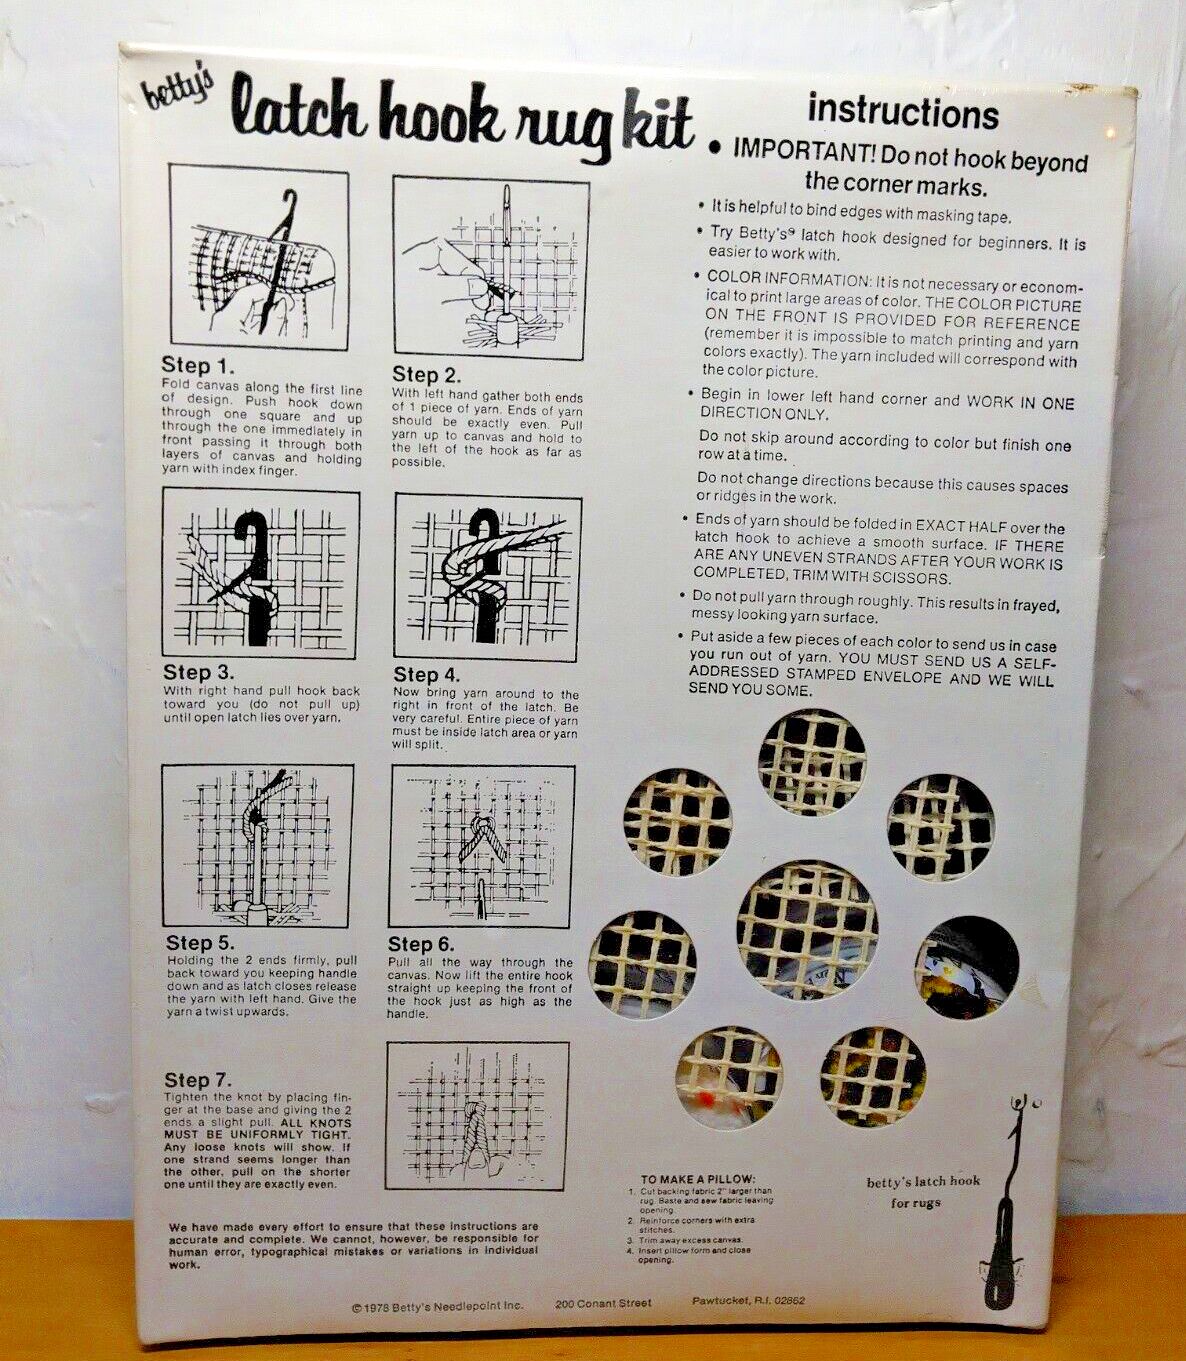 betty's
latch hook rug kit
instructions
• IMPORTANT! Do not hook beyond
the corner marks.
• It is helpful to bind edges with masking tape.
• Try Betty's® latch hook designed for beginners. It is
easier to work with.
• COLOR INFORMATION: It is not necessary or econom-
ical to print large areas of color. THE COLOR PICTURE
ON THE FRONT IS PROVIDED FOR REFERENCE
(remember it is impossible to match printing and yarn
colors exactly). The yarn included will correspond with
the color picture.
• Begin in lower left hand corner and WORK IN ONE
DIRECTION ONLY.
Do not skip around according to color but finish one
row at a time.
Do not change directions because this causes spaces
or ridges in the work.
• Ends of yarn should be folded in EXACT HALF over the
latch hook to achieve a smooth surface. IF THERE
ARE ANY UNEVEN STRANDS AFTER YOUR WORK IS
COMPLETED, TRIM WITH SCISSORS.
• Do not pull yarn through roughly. This results in frayed,
messy looking yarn surface.
• Put aside a few pieces of each color to send us in case
you run out of yarn. YOU MUST SEND US A SELF-
ADDRESSED STAMPED ENVELOPE AND WE WILL
SEND YOU SOME.
Step 1.
Fold canvas along the first line
of design. Push hook down
through one square and up
through the one immediately in
front passing it through both
layers of canvas and holding
yarn with index finger.
Step 2.
With left hand gather both ends
of 1 piece of yarn. Ends of yarn
should be exactly even. Pull
yarn up to canvas and hold to
the left of the hook as far as
possible.
Step 3.
With right hand pull hook back
toward you (do not pull up)
until open latch lies over yarn.
Step 4.
Now bring yarn around to the
right in front of the latch. Be
very careful. Entire piece of yarn
must be inside latch area or yarn
will split.
Step 5.
Holding the 2 ends firmly, pull
back toward you keeping handle
down and as latch closes release
the yarn with left hand. Give the
yarn a twist upwards.
Step 6.
Pull all the way through the
canvas. Now lift the entire hook
straight up keeping the front of
the hook just as high as the
handle.
Step 7.
Tighten the knot by placing fin-
ger at the base and giving the 2
ends a slight pull. ALL KNOTS
MUST BE UNIFORMLY TIGHT.
Any loose knots will show. If
one strand seems longer than
the other, pull on the shorter
one until they are exactly even.
We have made every effort to ensure that these instructions are
accurate and complete. We cannot, however, be responsible for
human error, typographical mistakes or variations in individual
work.
TO MAKE A PILLOW:
1. Cut backing fabric 2" larger than
rug. Baste and sew fabric leaving
opening.
2. Reinforce corners with extra
stitches.
3. Trim away excess canvas.
4. Insert pillow form and close
opening.
betty's latch hook
for rugs
© 1978 Betty's Needlepoint Inc. 200 Conant Street Pawtucket, R.I. 02862